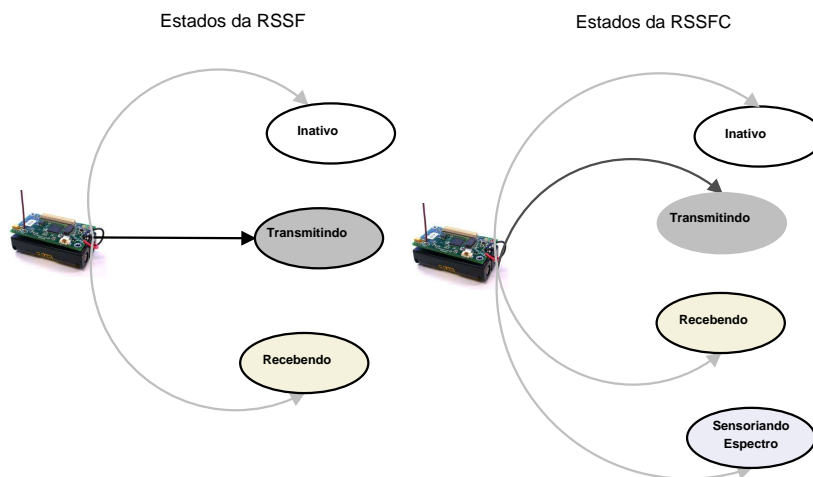 Estados da RSSF
Inativo
Transmitindo
Recebendo
Estados da RSSFC
Inativo
Transmitindo
Recebendo
Sensoriando
Espectro